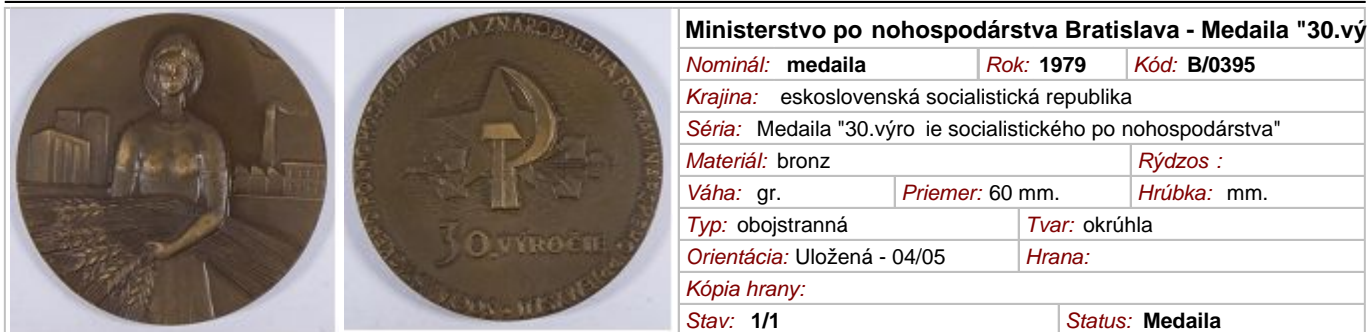 30. VÝROČIE
Ministerstvo po nohospodárstva Bratislava - Medaila "30.vý
Nominál: medaila Rok: 1979 Kód: B/0395
Krajina: eskoslovenská socialistická republika
Séria: Medaila "30.výro ie socialistického po nohospodárstva"
Materiál: bronz Rýdzos :
Váha: gr. Priemer: 60 mm. Hrúbka: mm.
Typ: obojstranná Tvar: okrúhla
Orientácia: Uložená - 04/05 Hrana:
Kópia hrany:
Stav: 1/1 Status: Medaila